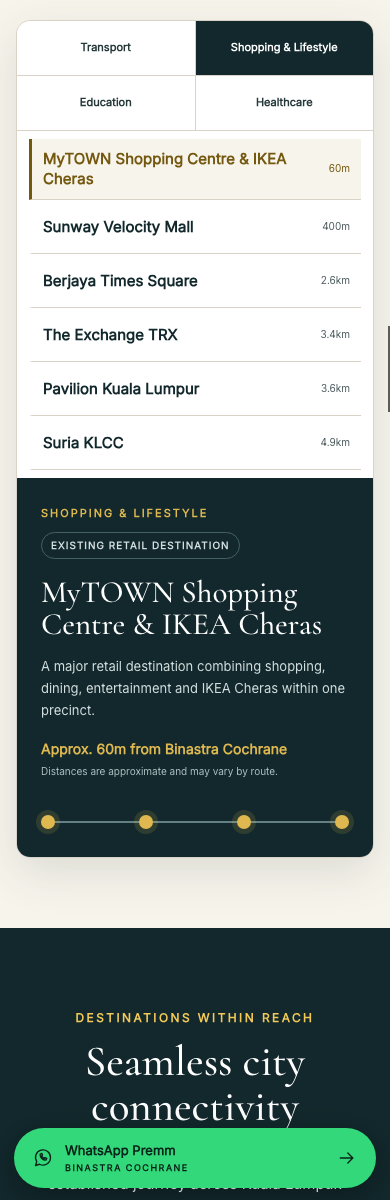 Transport
Shopping & Lifestyle
Education
Healthcare
MyTOWN Shopping Centre & IKEA
Cheras
60m
Sunway Velocity Mall
400m
Berjaya Times Square
2.6km
The Exchange TRX
3.4km
Pavilion Kuala Lumpur
3.6km
Suria KLCC
4.9km
SHOPPING & LIFESTYLE
EXISTING RETAIL DESTINATION
MyTOWN Shopping
Centre & IKEA Cheras
A major retail destination combining shopping,
dining, entertainment and IKEA Cheras within one
precinct.
Approx. 60m from Binastra Cochrane
Distances are approximate and may vary by route.
DESTINATIONS WITHIN REACH
Seamless city
connectivity
WhatsApp Premm
BINASTRA COCHRANE
→